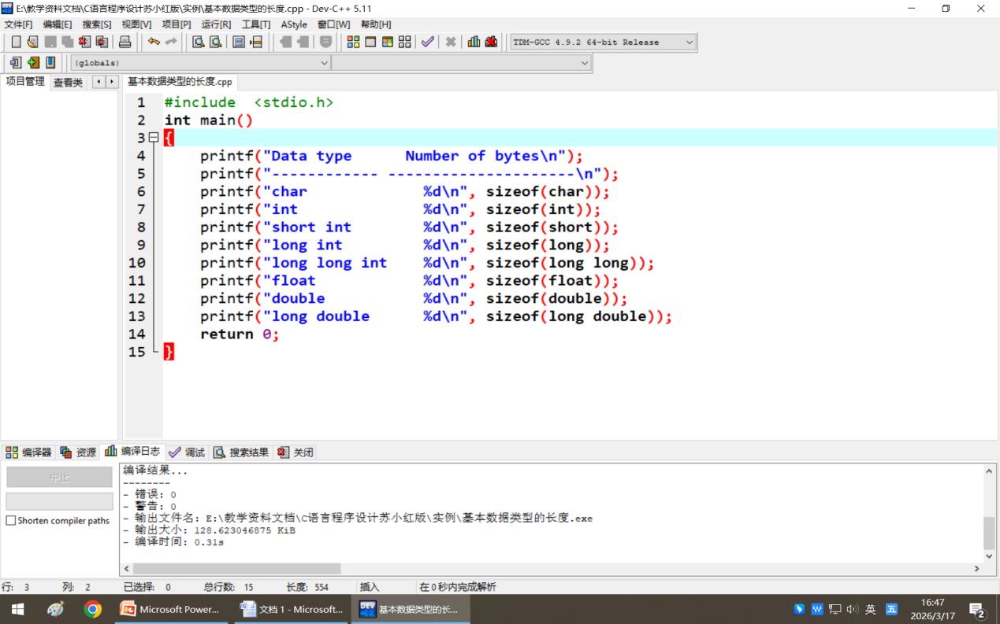 E:\教学资料文档\C语言程序设计苏小红版\实例\基本数据类型的长度.cpp - Dev-C++ 5.11
文件[F] 编辑[E] 搜索[S] 视图[V] 项目[P] 运行[R] 工具[T] AStyle 窗口[W] 帮助[H]
TDM-GCC 4.9.2 64-bit Release
(globals)
项目管理 查看类 基本数据类型的长度.cpp
1 #include  <stdio.h>
2 int main()
3 {
4     printf("Data type      Number of bytes\n");
5     printf("------------ ---------------------\n");
6     printf("char             %d\n", sizeof(char));
7     printf("int              %d\n", sizeof(int));
8     printf("short int        %d\n", sizeof(short));
9     printf("long int         %d\n", sizeof(long));
10     printf("long long int    %d\n", sizeof(long long));
11     printf("float            %d\n", sizeof(float));
12     printf("double           %d\n", sizeof(double));
13     printf("long double      %d\n", sizeof(long double));
14     return 0;
15 }
编译器 资源 编译日志 调试 搜索结果 关闭
中止
Shorten compiler paths
编译结果...
--------
- 错误: 0
- 警告: 0
- 输出文件名: E:\教学资料文档\C语言程序设计苏小红版\实例\基本数据类型的长度.exe
- 输出大小: 128.623046875 KiB
- 编译时间: 0.31s
行: 3 列: 2 已选择: 0 总行数: 15 长度: 554 插入 在 0 秒内完成解析
Microsoft Power... 文档 1 - Microsoft... DEV 基本数据类型的长... W 英 五 16:47
2026/3/17 2